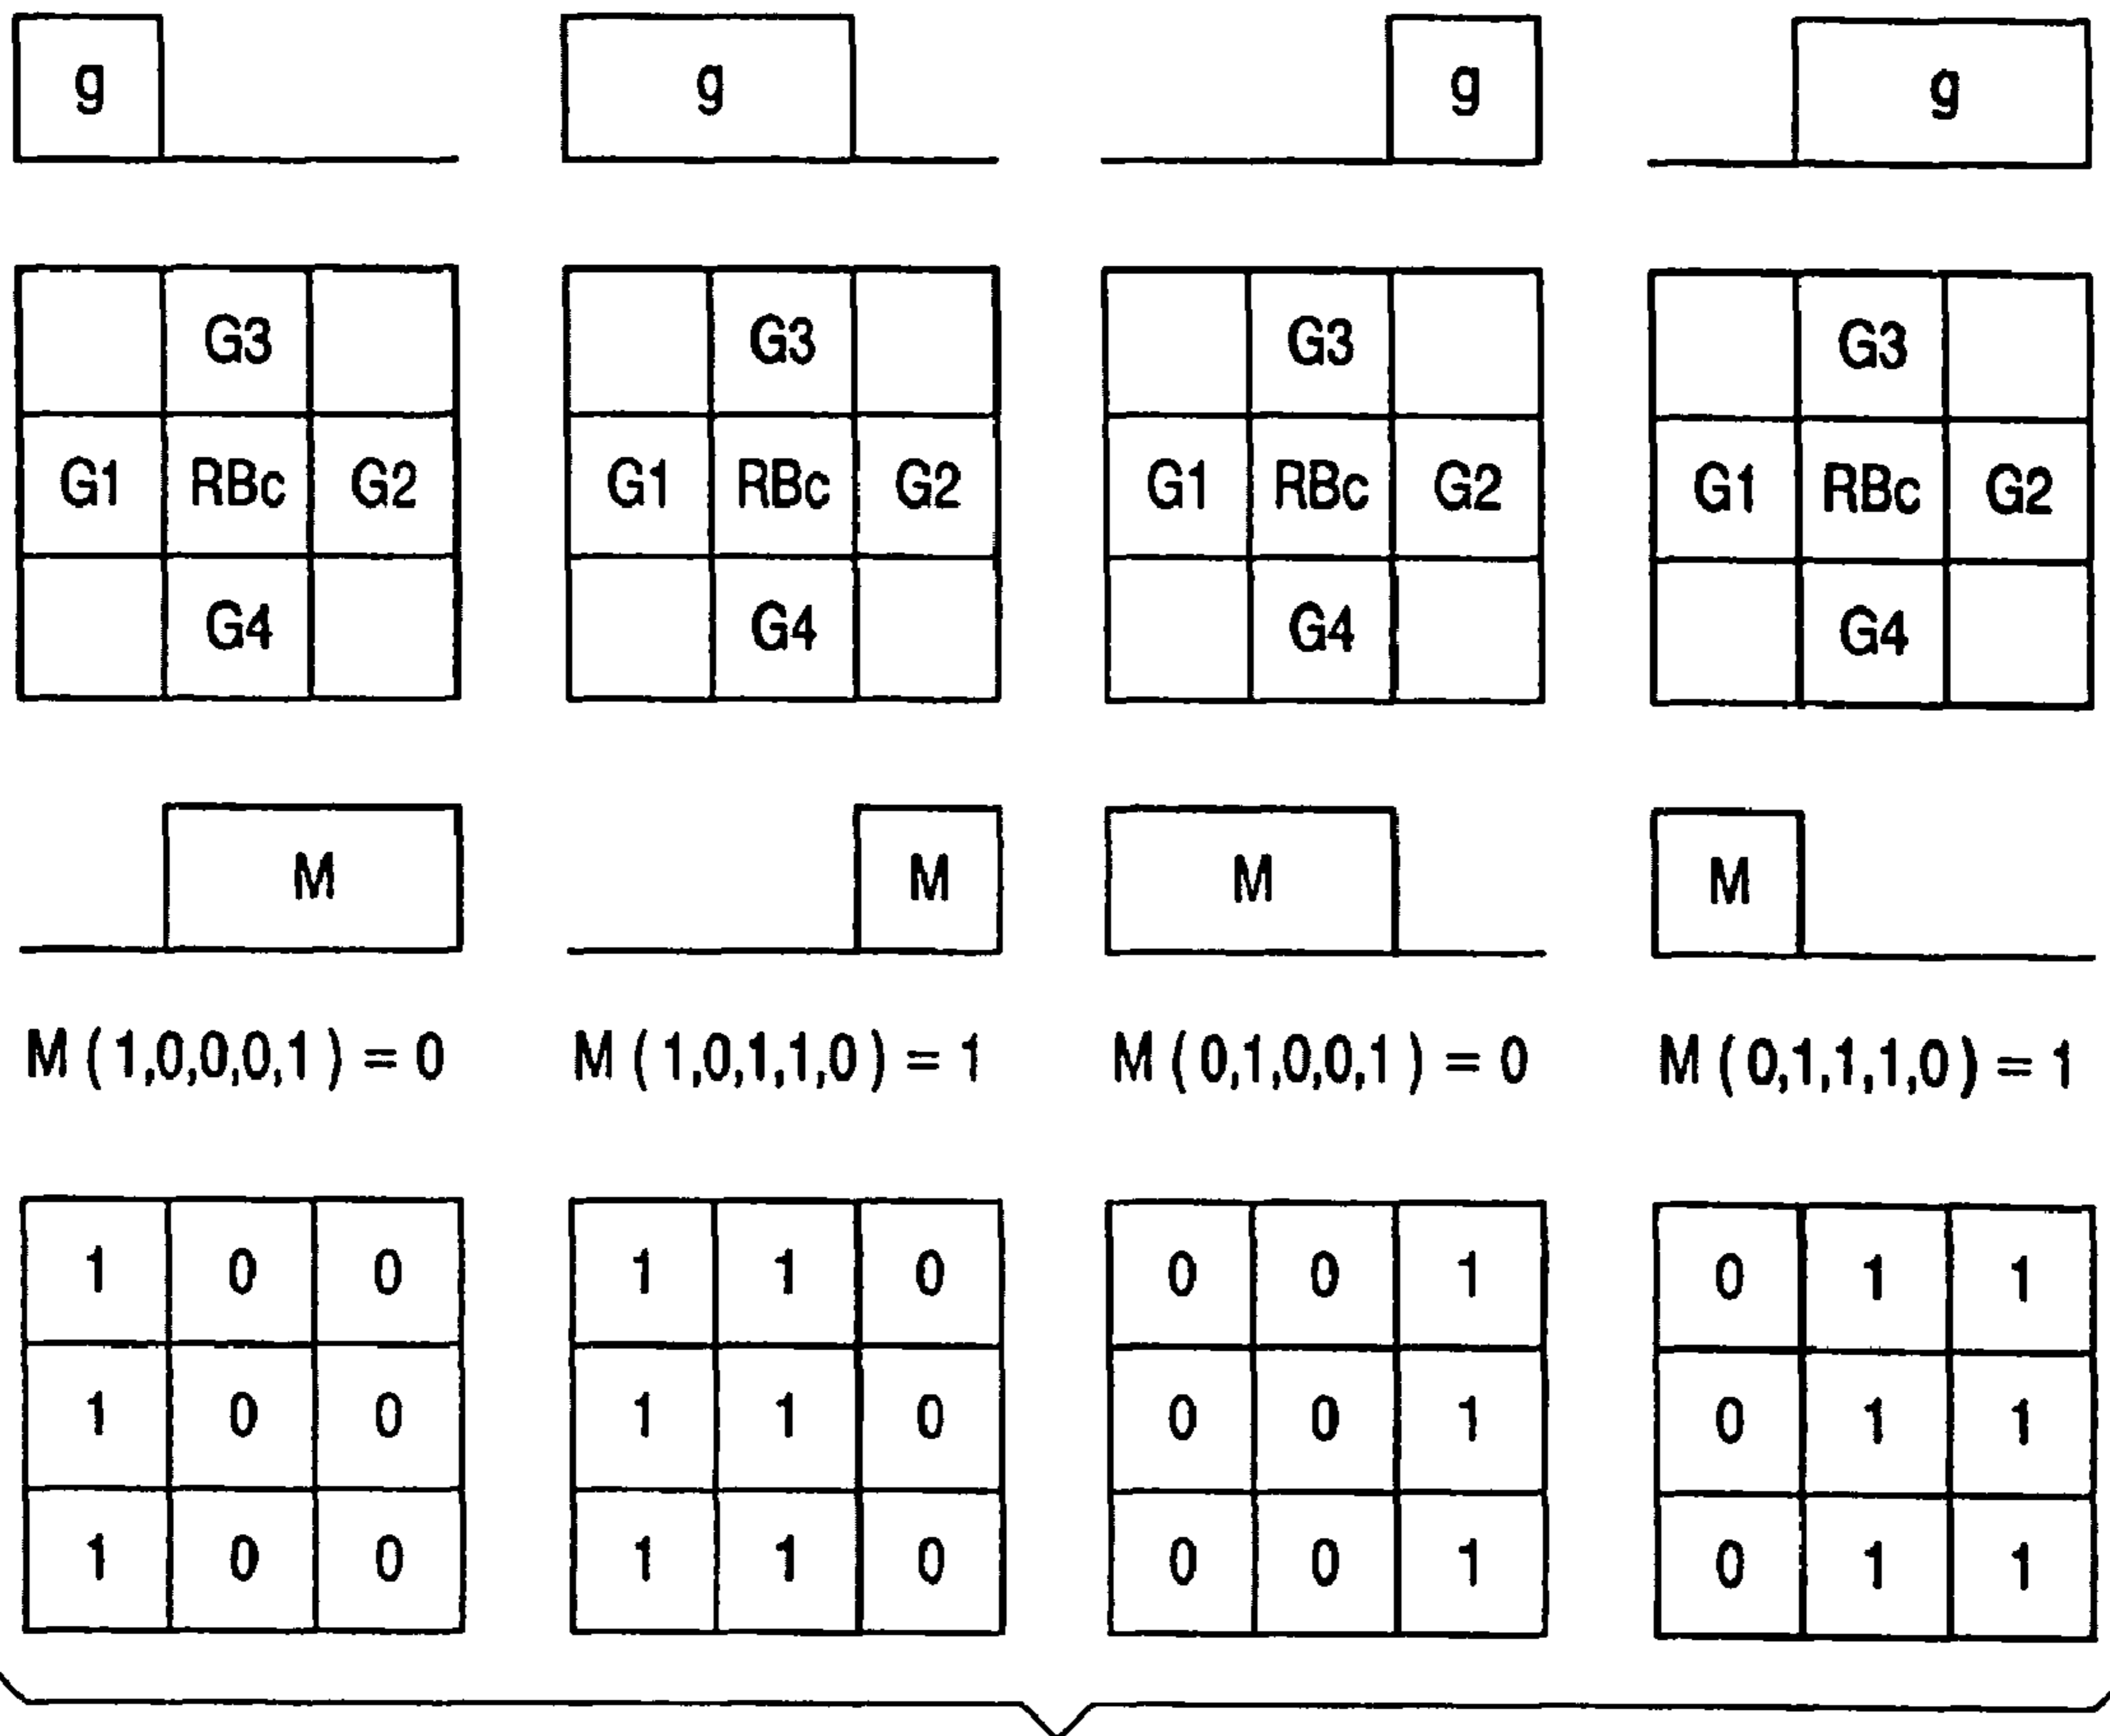 g g g g
G3 G3 G3 G3
G1 RBc G2 G1 RBc G2 G1 RBc G2 G1 RBc G2
G4 G4 G4 G4
M M M M
M(1,0,0,0,1) = 0 M(1,0,1,1,0) = 1 M(0,1,0,0,1) = 0 M(0,1,1,1,0) = 1
1 0 0 1 1 0 0 0 1 0 1 1
1 0 0 1 1 0 0 0 1 0 1 1
1 0 0 1 1 0 0 0 1 0 1 1